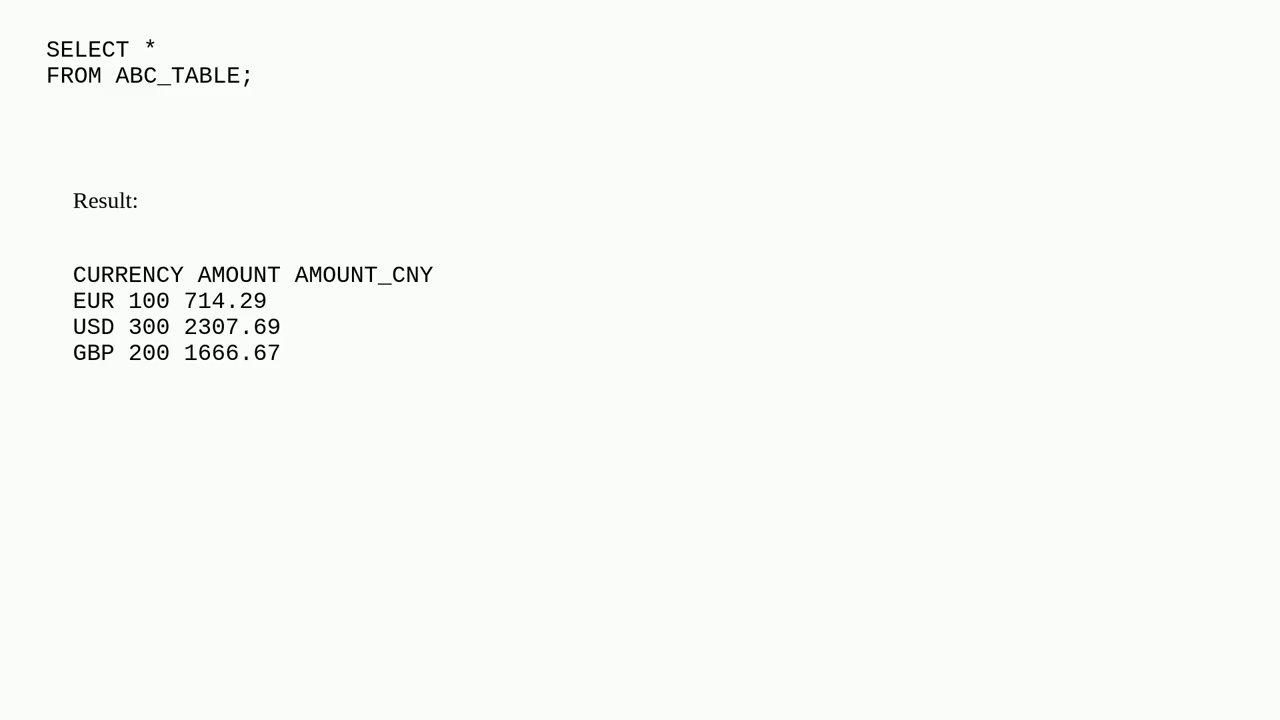 SELECT *
FROM ABC_TABLE;
Result:
CURRENCY AMOUNT AMOUNT_CNY
EUR 100 714.29
USD 300 2307.69
GBP 200 1666.67